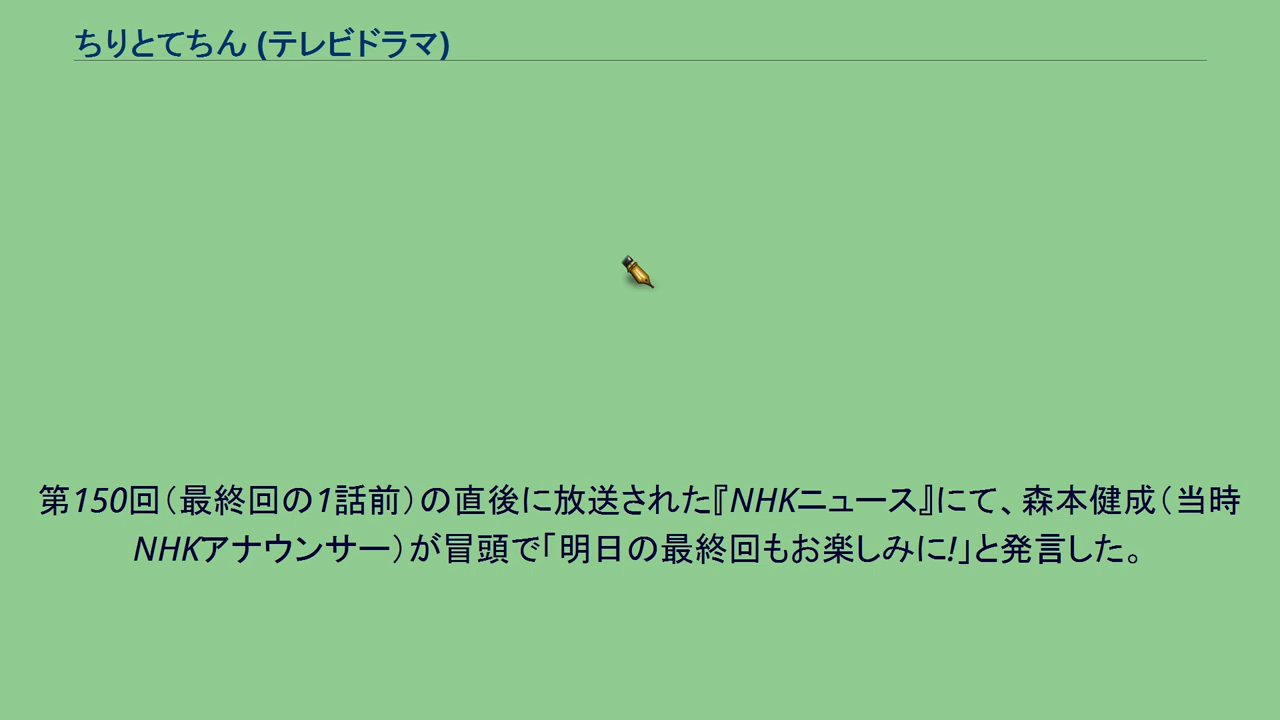 ちりとてちん (テレビドラマ)
第150回（最終回の1話前）の直後に放送された『NHKニュース』にて、森本健成（当時
NHKアナウンサー）が冒頭で「明日の最終回もお楽しみに!」と発言した。